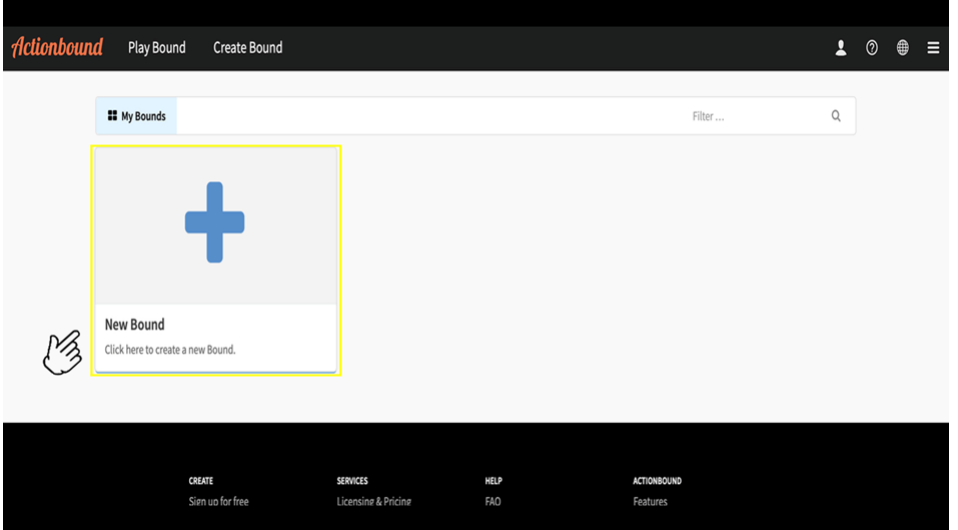 Actionbound Play Bound Create Bound
My Bounds Filter ...
New Bound
Click here to create a new Bound.
CREATE SERVICES HELP ACTIONBOUND
Sign up for free Licensing & Pricing FAQ Features